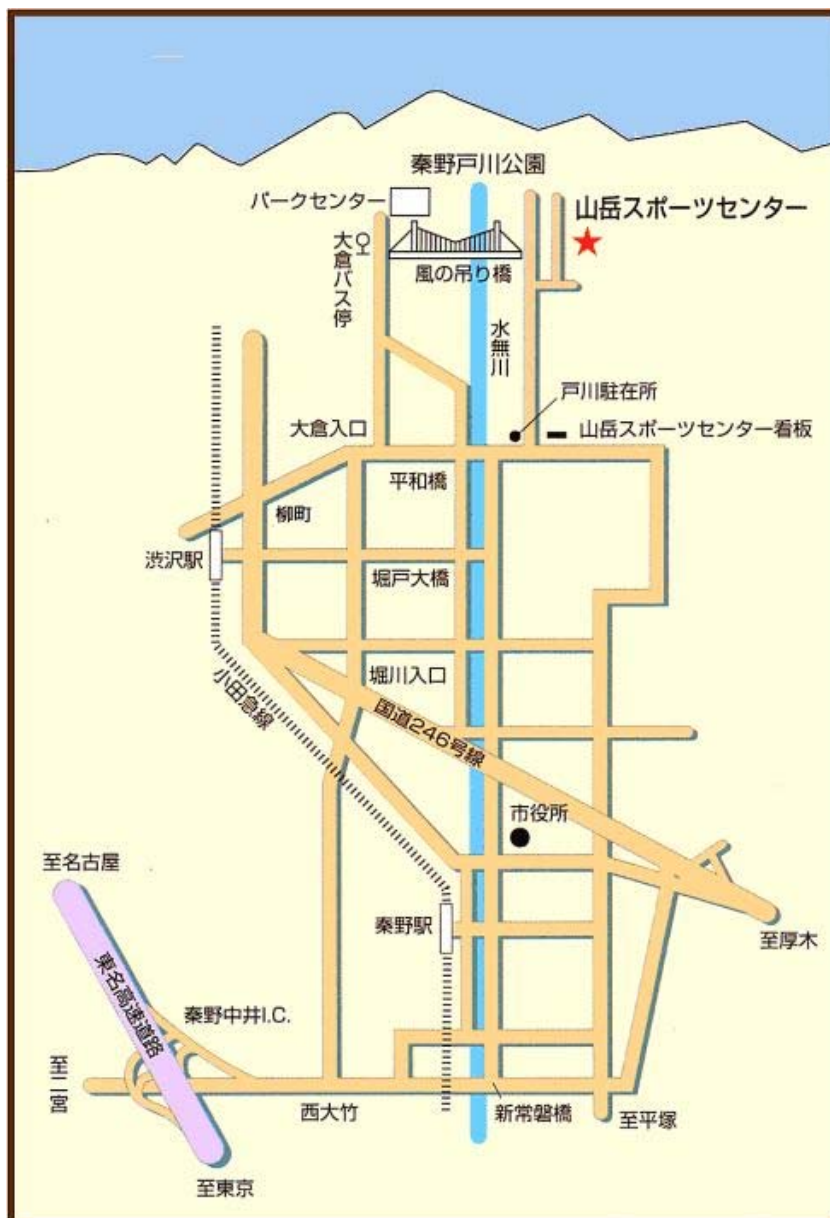 秦野戸川公園
パークセンター
山岳スポーツセンター
大倉バス停
風の吊り橋
水無川
戸川駐在所
大倉入口
山岳スポーツセンター看板
平和橋
柳町
渋沢駅
堀戸大橋
堀川入口
小田急線
国道246号線
市役所
至名古屋
秦野駅
至厚木
東名高速道路
秦野中井I.C.
至二宮
西大竹
新常磐橋
至平塚
至東京